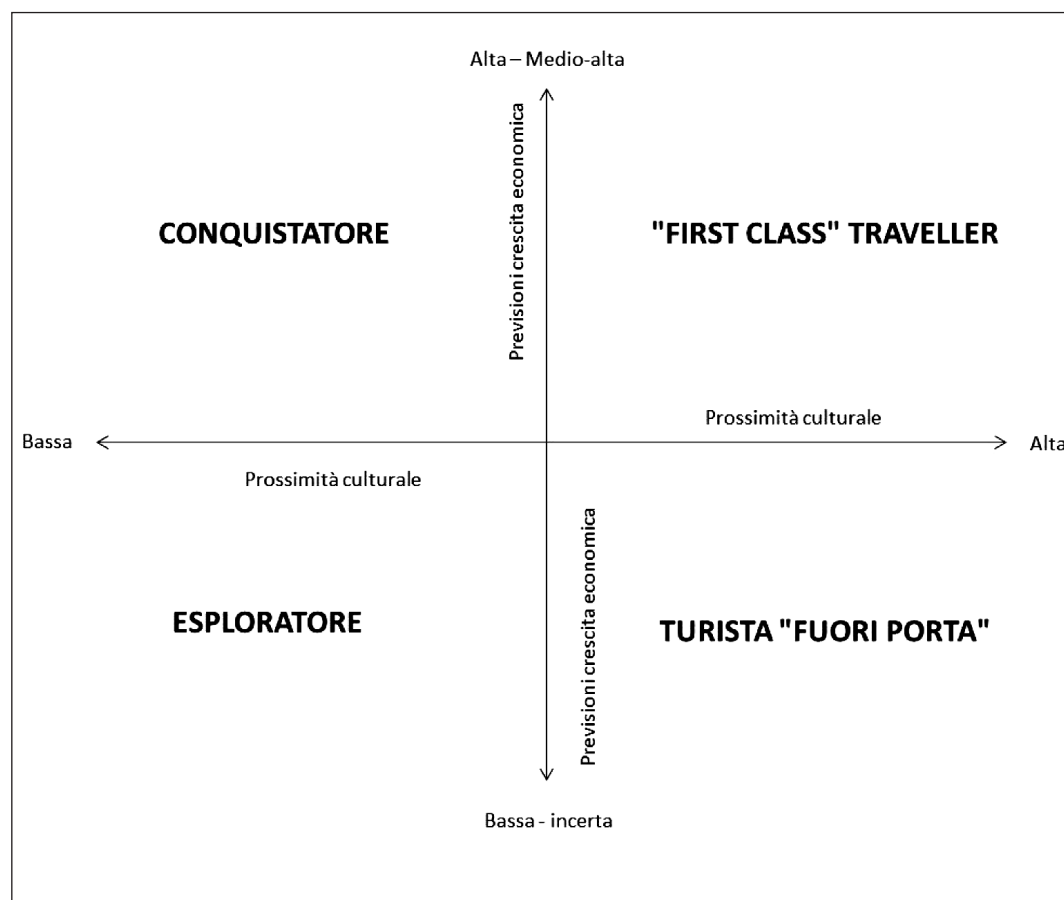 Alta – Medio-alta
Previsioni crescita economica
CONQUISTATORE
"FIRST CLASS" TRAVELLER
Prossimità culturale
Bassa
Alta
Prossimità culturale
Previsioni crescita economica
ESPLORATORE
TURISTA "FUORI PORTA"
Bassa - incerta